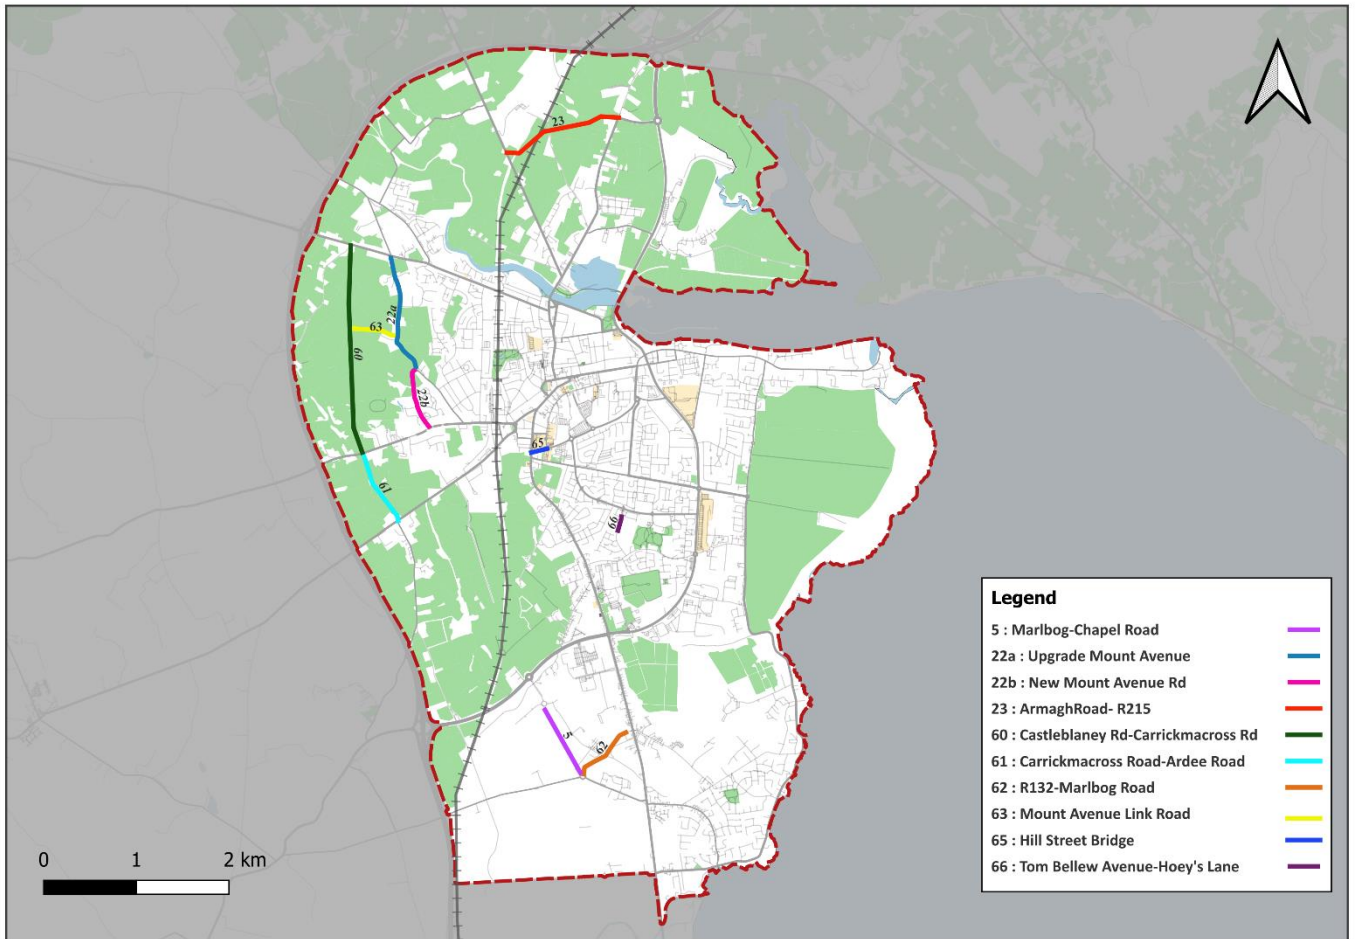 23
22a
63
60
22b
65
61
66
5
62
0 1 2 km
Legend
5 : Marlbog-Chapel Road
22a : Upgrade Mount Avenue
22b : New Mount Avenue Rd
23 : ArmaghRoad- R215
60 : Castleblaney Rd-Carrickmacross Rd
61 : Carrickmacross Road-Ardee Road
62 : R132-Marlbog Road
63 : Mount Avenue Link Road
65 : Hill Street Bridge
66 : Tom Bellew Avenue-Hoey's Lane